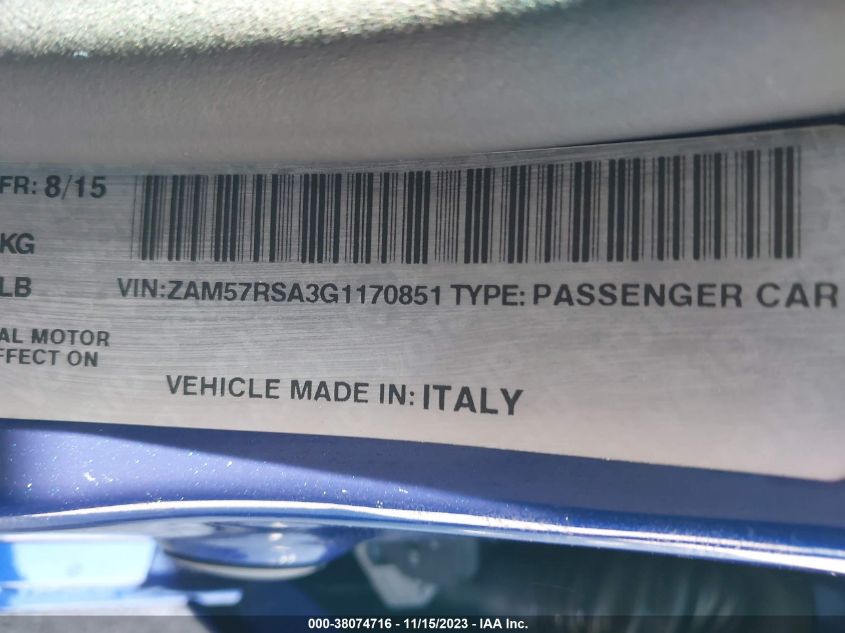 FR: 8/15
KG
LB
VIN:ZAM57RSA3G1170851 TYPE: PASSENGER CAR
AL MOTOR
FFECT ON
VEHICLE MADE IN: ITALY
000-38074716 - 11/15/2023 - IAA Inc.